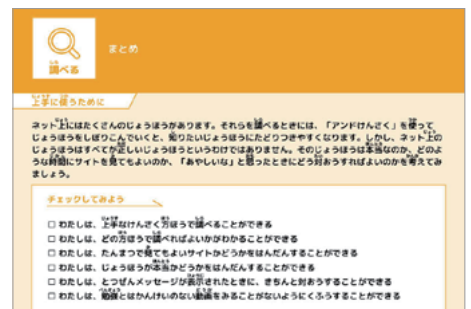 調べる
まとめ
上手に使うために
ネット上にはたくさんのじょうほうがあります。それらを調べるときには、「アンドけんさく」を使って
じょうほうをしぼりこんでいくと、知りたいじょうほうにたどりつきやすくなります。しかし、ネット上の
じょうほうはすべてが正しいじょうほうというわけではありません。そのじょうほうは本当なのか、どのよ
うな時間にサイトを見てもよいのか、「あやしいな」と思ったときにどう対おうすればよいのかを考えてみ
ましょう。
チェックしてみよう
□ わたしは、上手なけんさく方ほうで調べることができる
□ わたしは、どの方ほうで調べればよいかがわかることができる
□ わたしは、たんまつで見てもよいサイトかどうかをはんだんすることができる
□ わたしは、じょうほうが本当かどうかをはんだんすることができる
□ わたしは、とつぜんメッセージが表示されたときに、きちんと対おうすることができる
□ わたしは、勉強とはかんけいのない動画をみることがないようにくふうすることができる